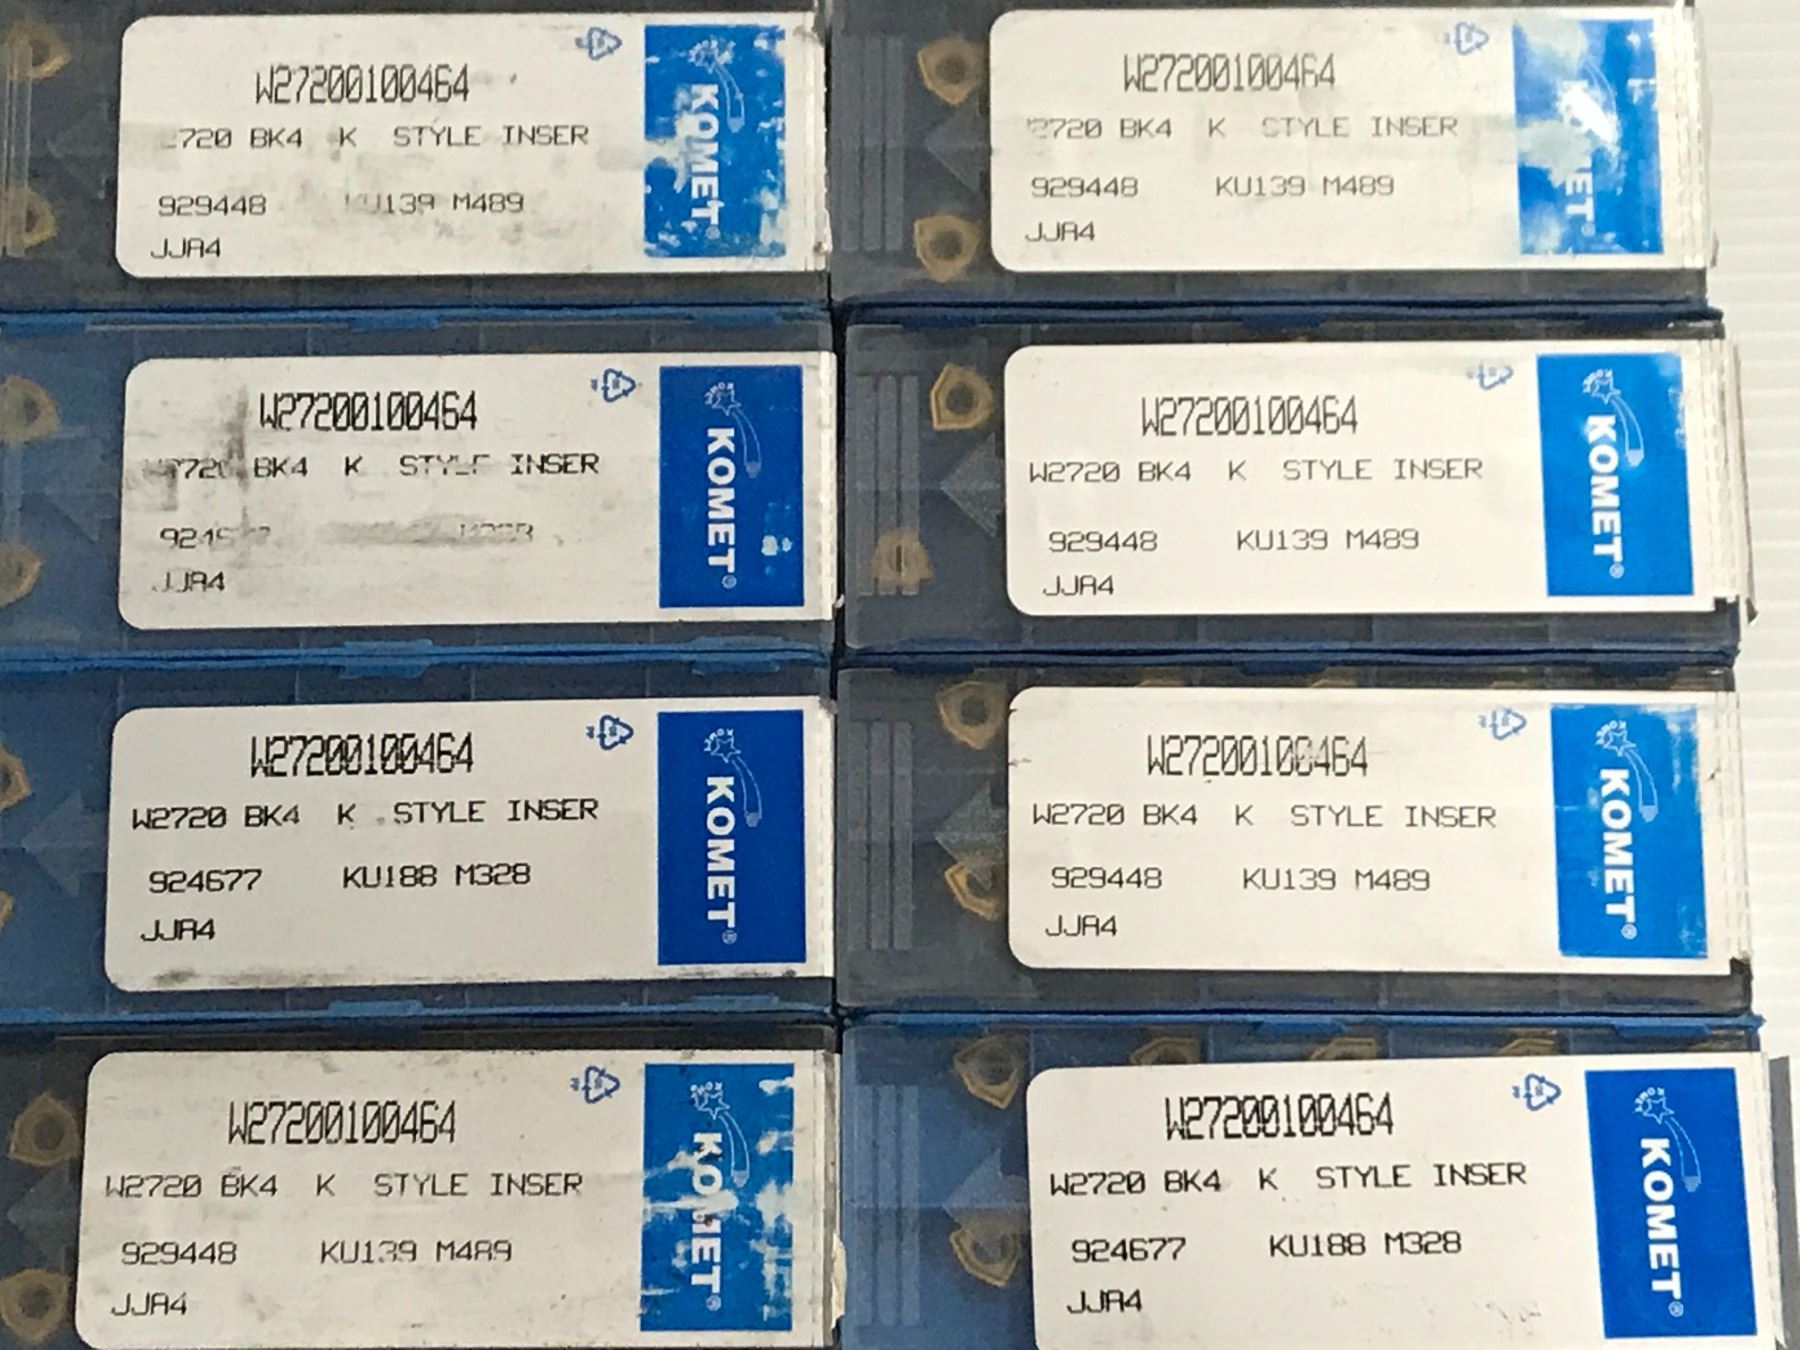 W27200100464
720 BK4 K STYLE INSER
929448 KU139 M489
JJA4
KOMET®
W27200100464
2720 BK4 K STYLE INSER
929448 KU139 M489
JJA4
W27200100464
BK4 K STYLE INSER
JJA4
KOMET®
W27200100464
W2720 BK4 K STYLE INSER
929448 KU139 M489
JJA4
KOMET®
W27200100464
W2720 BK4 K STYLE INSER
924677 KU188 M328
JJA4
KOMET®
W27200100464
W2720 BK4 K STYLE INSER
929448 KU139 M489
JJA4
KOMET®
W27200100464
W2720 BK4 K STYLE INSER
929448 KU139 M489
JJA4
KOMET®
W27200100464
W2720 BK4 K STYLE INSER
924677 KU188 M328
JJA4
KOMET®